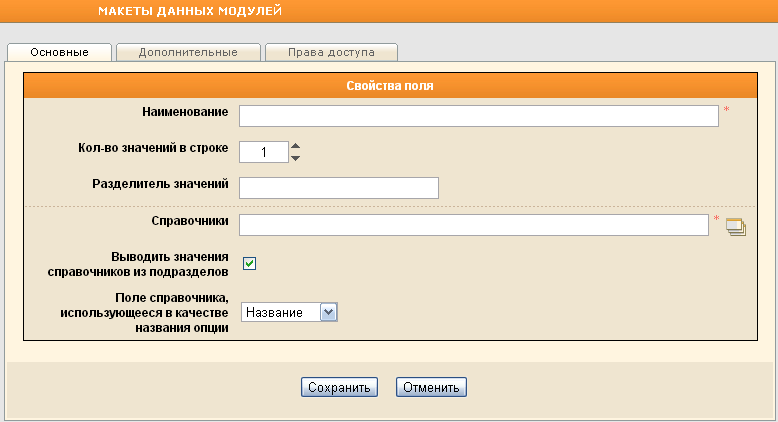 МАКЕТЫ ДАННЫХ МОДУЛЕЙ
Основные Дополнительные Права доступа
Свойства поля
Наименование *
Кол-во значений в строке 1
Разделитель значений
Справочники *
Выводить значения
справочников из подразделов
Поле справочника,
использующееся в качестве
названия опции
Название
Сохранить Отменить